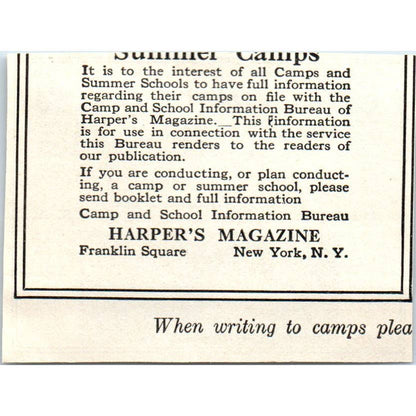 Summer Camps
It is to the interest of all Camps and
Summer Schools to have full information
regarding their camps on file with the
Camp and School Information Bureau of
Harper's Magazine. This information
is for use in connection with the service
this Bureau renders to the readers of
our publication.
If you are conducting, or plan conduct-
ing, a camp or summer school, please
send booklet and full information
Camp and School Information Bureau
HARPER'S MAGAZINE
Franklin Square New York, N. Y.
When writing to camps plea